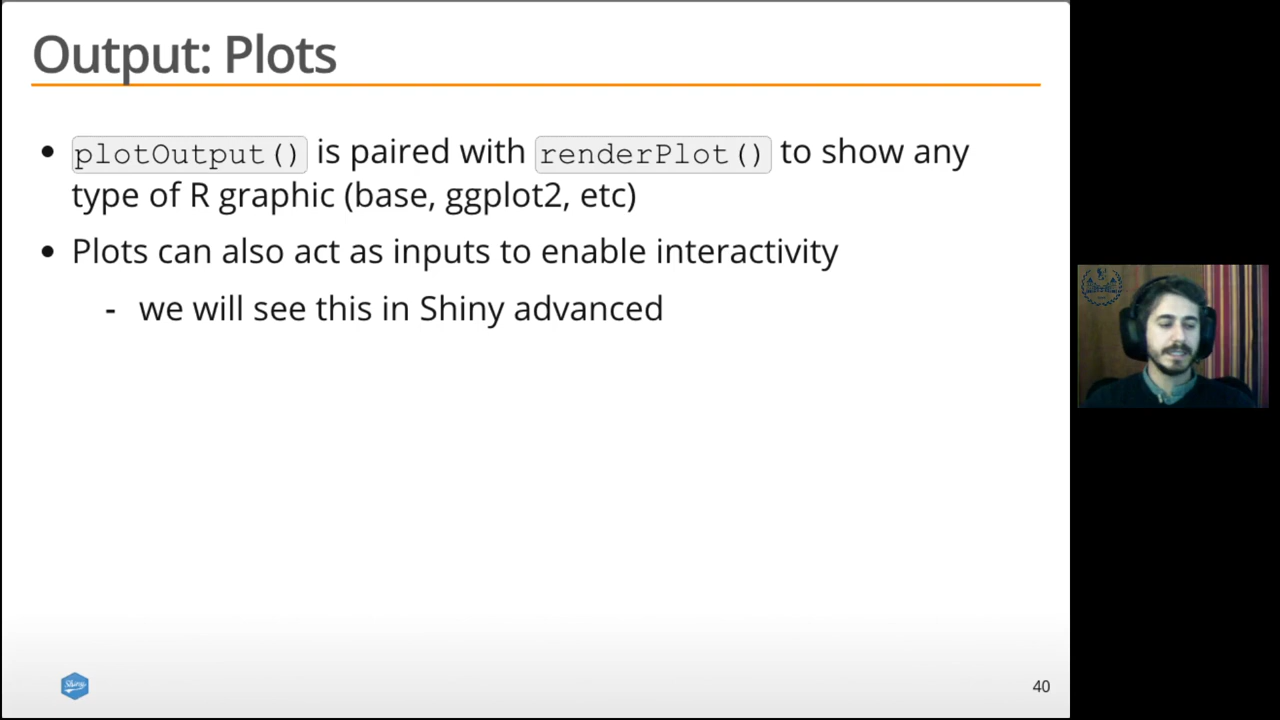 Output: Plots
• plotOutput() is paired with renderPlot() to show any
type of R graphic (base, ggplot2, etc)
• Plots can also act as inputs to enable interactivity
- we will see this in Shiny advanced
Shiny
40